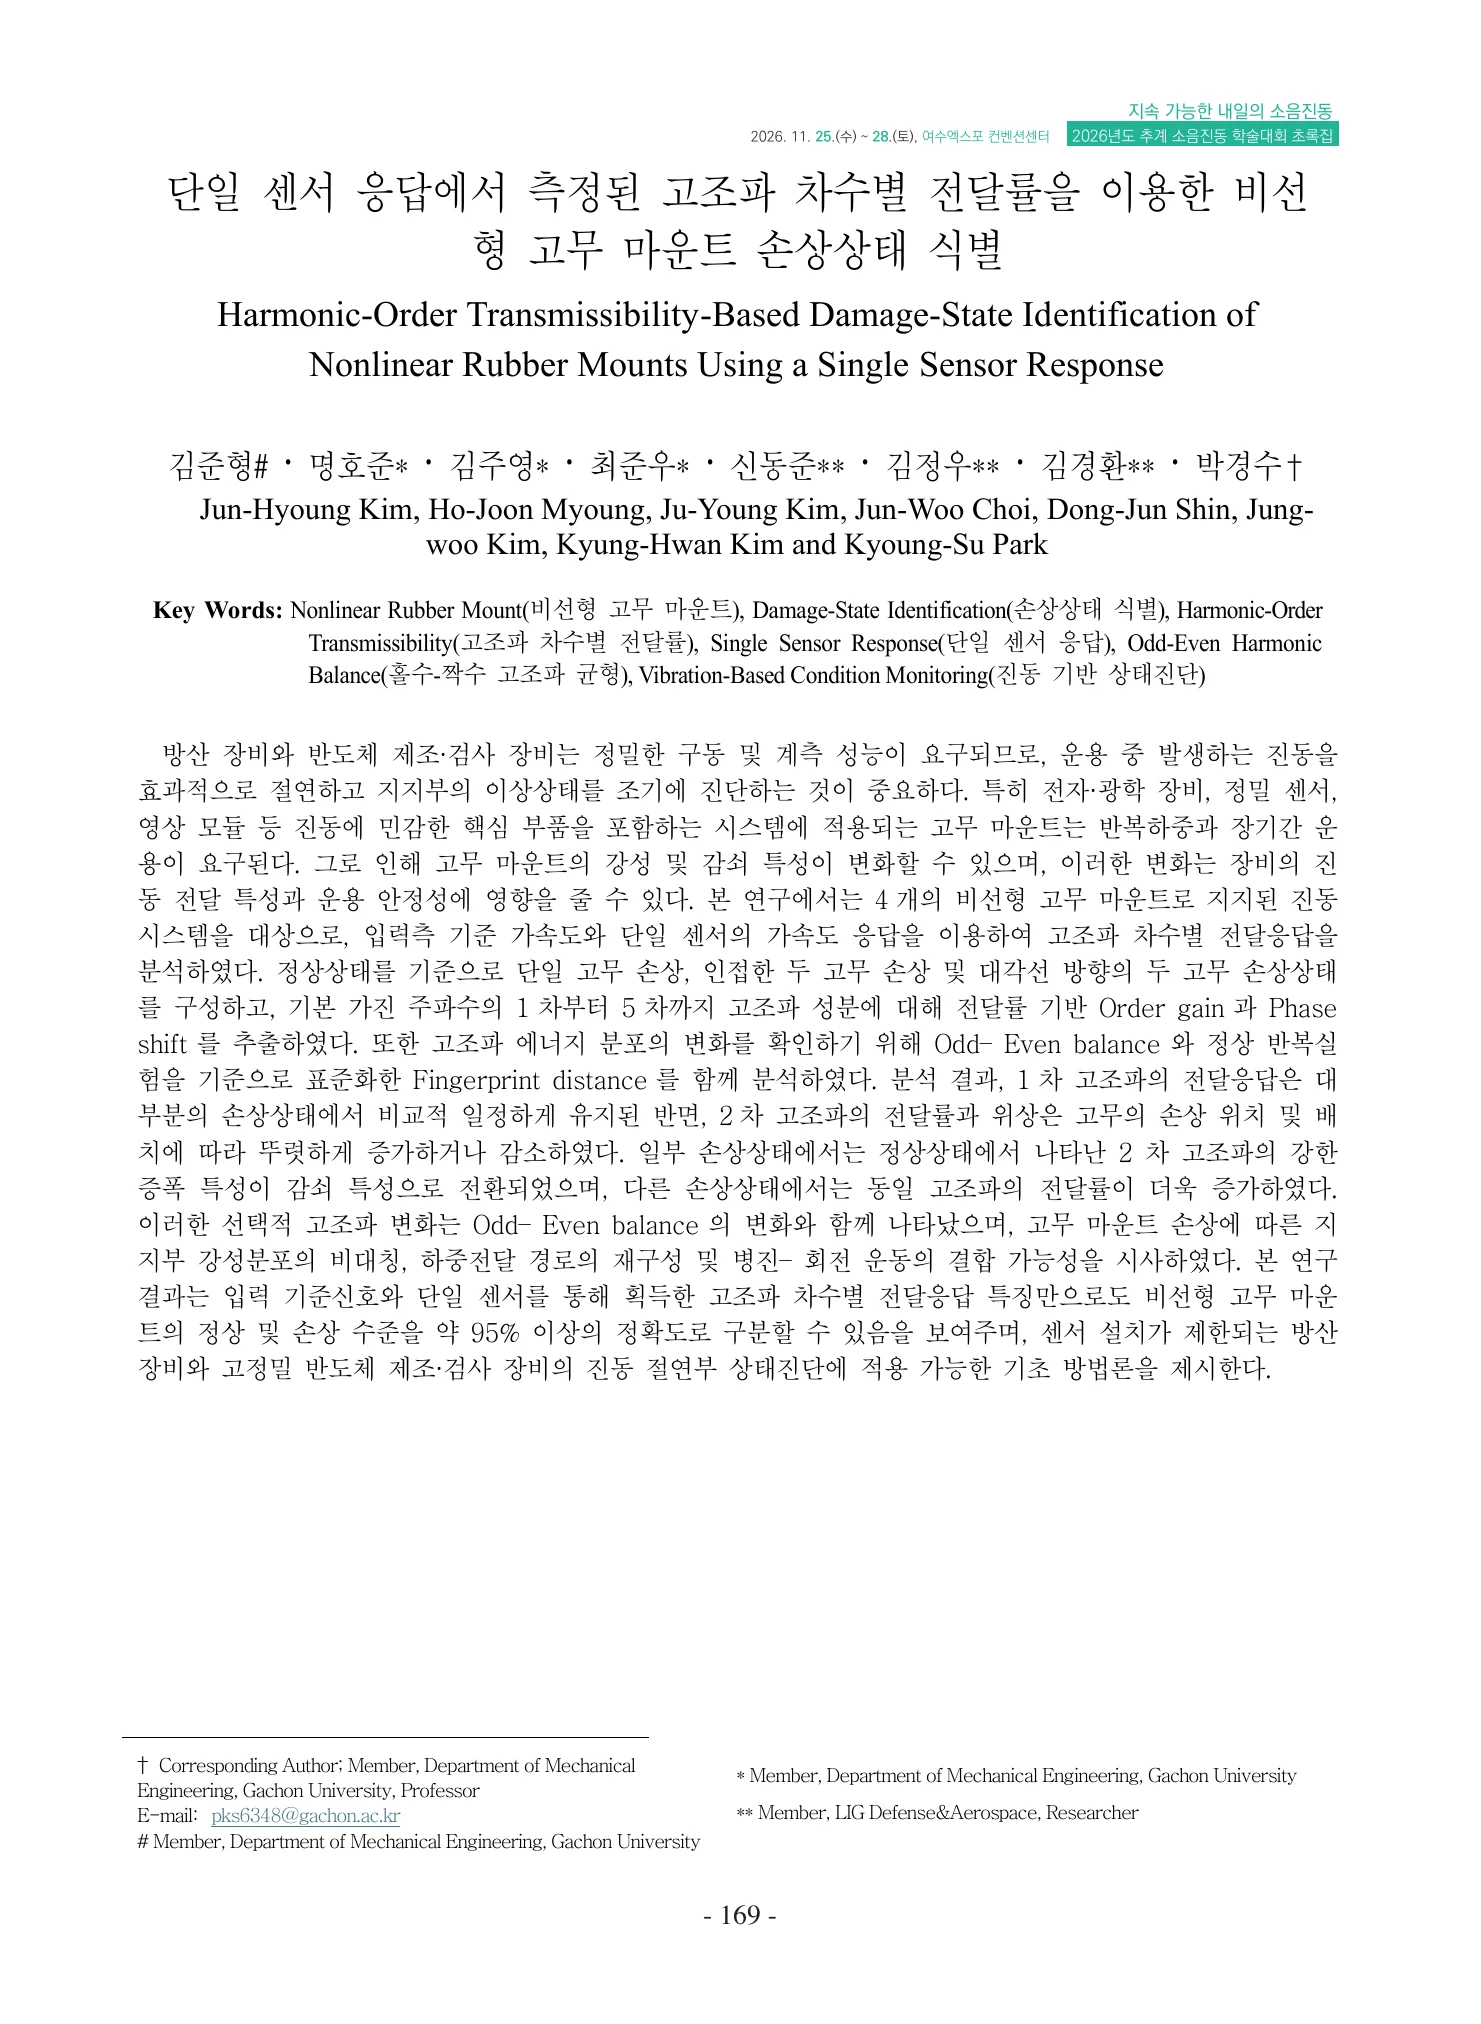 지속 가능한 내일의 소음진동
2026. 11. 25.(수) ~ 28.(토), 여수엑스포 컨벤션센터 2026년도 추계 소음진동 학술대회 초록집
단일 센서 응답에서 측정된 고조파 차수별 전달률을 이용한 비선
형 고무 마운트 손상상태 식별
Harmonic-Order Transmissibility-Based Damage-State Identification of
Nonlinear Rubber Mounts Using a Single Sensor Response
김준형# · 명호준* · 김주영* · 최준우* · 신동준** · 김정우** · 김경환** · 박경수†
Jun-Hyoung Kim, Ho-Joon Myoung, Ju-Young Kim, Jun-Woo Choi, Dong-Jun Shin, Jung-
woo Kim, Kyung-Hwan Kim and Kyoung-Su Park
Key Words: Nonlinear Rubber Mount(비선형 고무 마운트), Damage-State Identification(손상상태 식별), Harmonic-Order
Transmissibility(고조파 차수별 전달률), Single Sensor Response(단일 센서 응답), Odd-Even Harmonic
Balance(홀수-짝수 고조파 균형), Vibration-Based Condition Monitoring(진동 기반 상태진단)
방산 장비와 반도체 제조·검사 장비는 정밀한 구동 및 계측 성능이 요구되므로, 운용 중 발생하는 진동을
효과적으로 절연하고 지지부의 이상상태를 조기에 진단하는 것이 중요하다. 특히 전자·광학 장비, 정밀 센서,
영상 모듈 등 진동에 민감한 핵심 부품을 포함하는 시스템에 적용되는 고무 마운트는 반복하중과 장기간 운
용이 요구된다. 그로 인해 고무 마운트의 강성 및 감쇠 특성이 변화할 수 있으며, 이러한 변화는 장비의 진
동 전달 특성과 운용 안정성에 영향을 줄 수 있다. 본 연구에서는 4 개의 비선형 고무 마운트로 지지된 진동
시스템을 대상으로, 입력측 기준 가속도와 단일 센서의 가속도 응답을 이용하여 고조파 차수별 전달응답을
분석하였다. 정상상태를 기준으로 단일 고무 손상, 인접한 두 고무 손상 및 대각선 방향의 두 고무 손상상태
를 구성하고, 기본 가진 주파수의 1 차부터 5 차까지 고조파 성분에 대해 전달률 기반 Order gain 과 Phase
shift 를 추출하였다. 또한 고조파 에너지 분포의 변화를 확인하기 위해 Odd– Even balance 와 정상 반복실
험을 기준으로 표준화한 Fingerprint distance 를 함께 분석하였다. 분석 결과, 1 차 고조파의 전달응답은 대
부분의 손상상태에서 비교적 일정하게 유지된 반면, 2 차 고조파의 전달률과 위상은 고무의 손상 위치 및 배
치에 따라 뚜렷하게 증가하거나 감소하였다. 일부 손상상태에서는 정상상태에서 나타난 2 차 고조파의 강한
증폭 특성이 감쇠 특성으로 전환되었으며, 다른 손상상태에서는 동일 고조파의 전달률이 더욱 증가하였다.
이러한 선택적 고조파 변화는 Odd– Even balance 의 변화와 함께 나타났으며, 고무 마운트 손상에 따른 지
지부 강성분포의 비대칭, 하중전달 경로의 재구성 및 병진– 회전 운동의 결합 가능성을 시사하였다. 본 연구
결과는 입력 기준신호와 단일 센서를 통해 획득한 고조파 차수별 전달응답 특징만으로도 비선형 고무 마운
트의 정상 및 손상 수준을 약 95% 이상의 정확도로 구분할 수 있음을 보여주며, 센서 설치가 제한되는 방산
장비와 고정밀 반도체 제조·검사 장비의 진동 절연부 상태진단에 적용 가능한 기초 방법론을 제시한다.
† Corresponding Author; Member, Department of Mechanical
Engineering, Gachon University, Professor
E-mail: pks6348@gachon.ac.kr
# Member, Department of Mechanical Engineering, Gachon University
* Member, Department of Mechanical Engineering, Gachon University
** Member, LIG Defense&Aerospace, Researcher
- 169 -